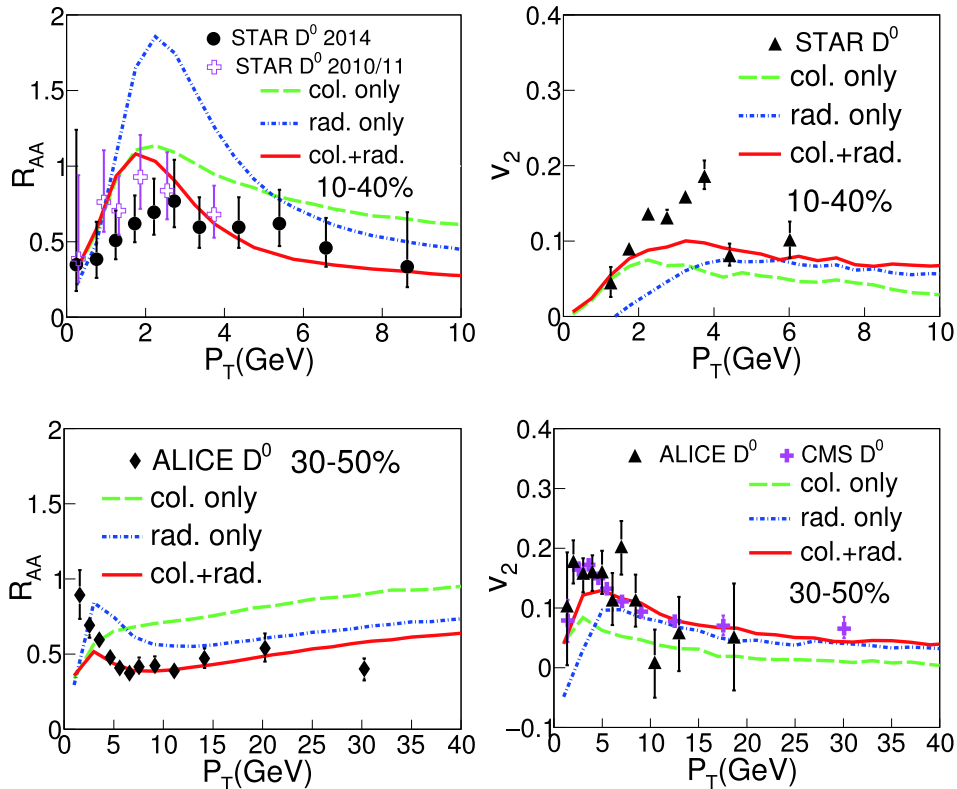 2
1.5
1
0.5
0
R_AA
STAR D⁰ 2014
STAR D⁰ 2010/11
col. only
rad. only
col.+rad.
10-40%
0 2 4 6 8 10
P_T(GeV)
0.4
0.3
0.2
0.1
0
v_2
STAR D⁰
col. only
rad. only
col.+rad.
10-40%
0 2 4 6 8 10
P_T(GeV)
2
1.5
1
0.5
0
R_AA
ALICE D⁰ 30-50%
col. only
rad. only
col.+rad.
0 5 10 15 20 25 30 35 40
P_T(GeV)
0.4
0.3
0.2
0.1
0
−0.1
v_2
ALICE D⁰ CMS D⁰
col. only
rad. only
col.+rad.
30-50%
0 5 10 15 20 25 30 35 40
P_T(GeV)